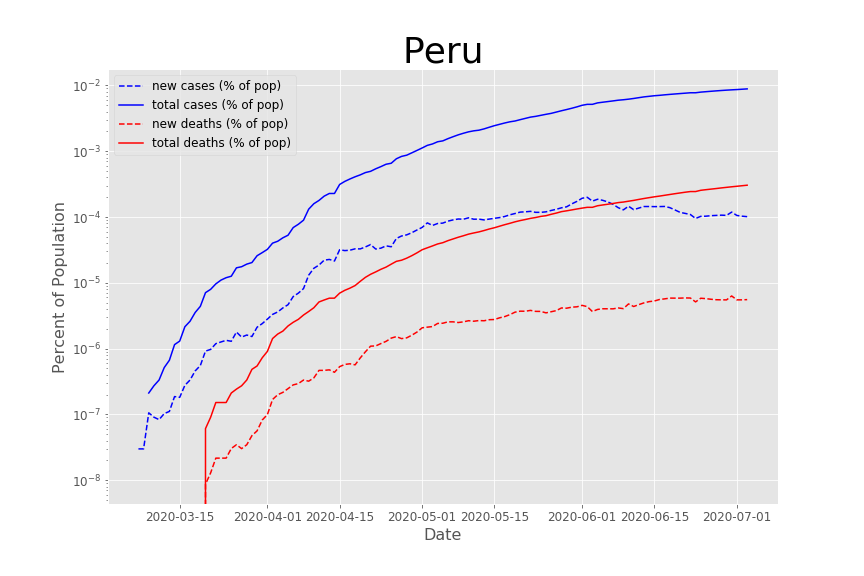 Peru
new cases (% of pop)
total cases (% of pop)
new deaths (% of pop)
total deaths (% of pop)
10⁻²
10⁻³
10⁻⁴
10⁻⁵
10⁻⁶
10⁻⁷
10⁻⁸
Percent of Population
2020-03-15 2020-04-01 2020-04-15 2020-05-01 2020-05-15 2020-06-01 2020-06-15 2020-07-01
Date